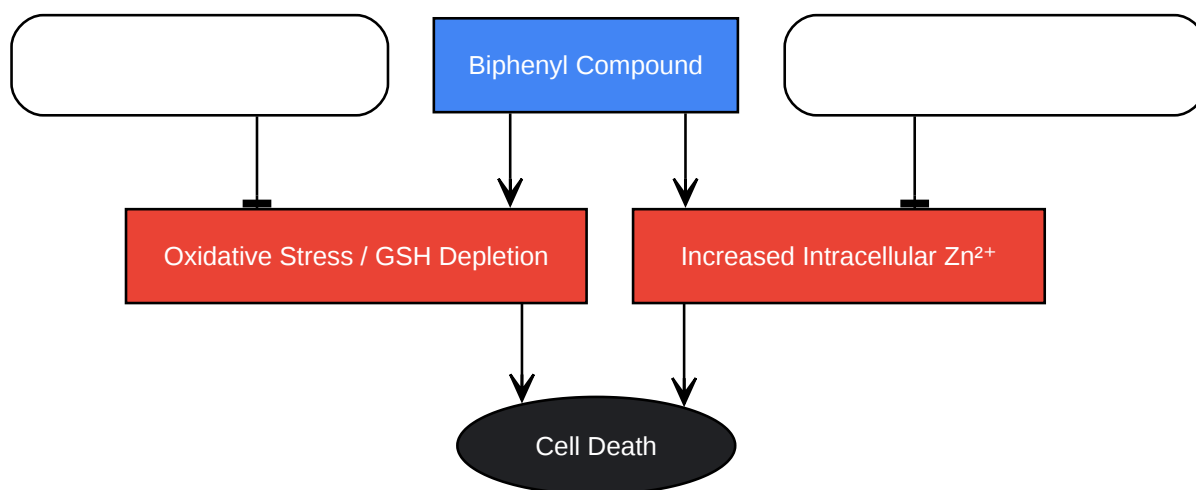 Biphenyl Compound
Oxidative Stress / GSH Depletion
Increased Intracellular Zn²⁺
Cell Death